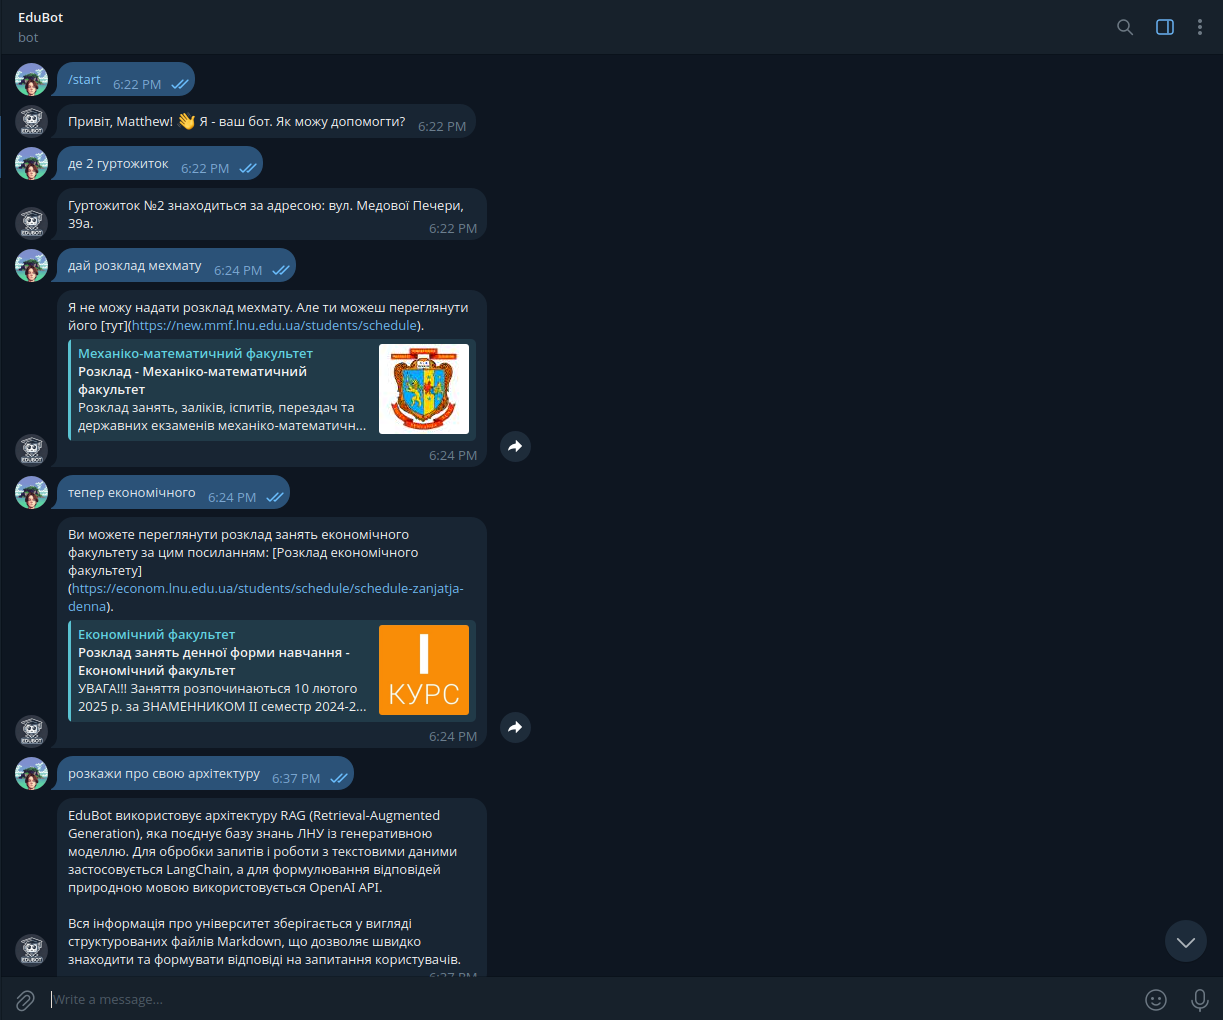 EduBot
bot
/start 6:22 PM
Привіт, Matthew! 👋 Я - ваш бот. Як можу допомогти? 6:22 PM
де 2 гуртожиток 6:22 PM
Гуртожиток №2 знаходиться за адресою: вул. Медової Печери,
39а.
6:22 PM
дай розклад мехмату 6:24 PM
Я не можу надати розклад мехмату. Але ти можеш переглянути
його [тут](https://new.mmf.lnu.edu.ua/students/schedule).
Механіко-математичний факультет
Розклад - Механіко-математичний
факультет
Розклад занять, заліків, іспитів, перездач та
державних екзаменів механіко-математичн...
6:24 PM
тепер економічного 6:24 PM
Ви можете переглянути розклад занять економічного
факультету за цим посиланням: [Розклад економічного
факультету]
(https://econom.lnu.edu.ua/students/schedule/schedule-zanjatja-
denna).
Економічний факультет
Розклад занять денної форми навчання -
Економічний факультет
УВАГА!!! Заняття розпочинаються 10 лютого
2025 р. за ЗНАМЕННИКОМ ІІ семестр 2024-2...
І
КУРС
6:24 PM
розкажи про свою архітектуру 6:37 PM
EduBot використовує архітектуру RAG (Retrieval-Augmented
Generation), яка поєднує базу знань ЛНУ із генеративною
моделлю. Для обробки запитів і роботи з текстовими даними
застосовується LangChain, а для формулювання відповідей
природною мовою використовується OpenAI API.
Вся інформація про університет зберігається у вигляді
структурованих файлів Markdown, що дозволяє швидко
знаходити та формувати відповіді на запитання користувачів.
6:37 PM
Write a message...